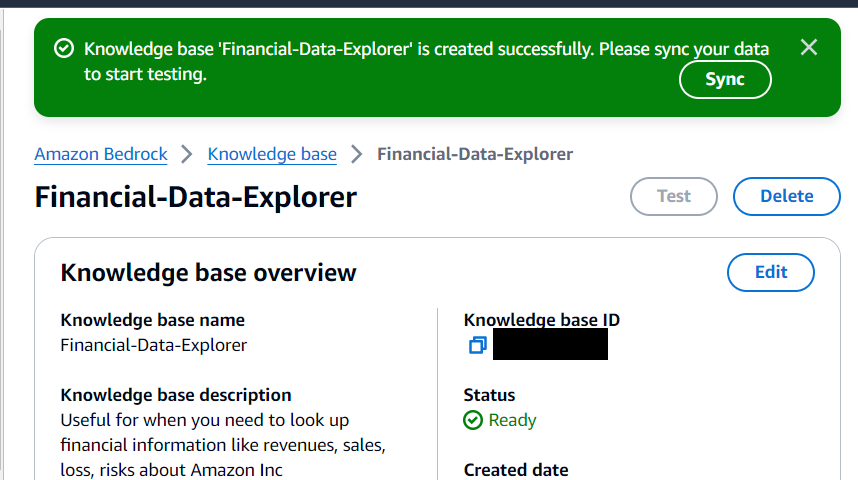 Knowledge base 'Financial-Data-Explorer' is created successfully. Please sync your data
to start testing.
Sync
Amazon Bedrock > Knowledge base > Financial-Data-Explorer
Financial-Data-Explorer
Test
Delete
Knowledge base overview
Edit
Knowledge base name
Financial-Data-Explorer
Knowledge base description
Useful for when you need to look up
financial information like revenues, sales,
loss, risks about Amazon Inc
Knowledge base ID
Status
Ready
Created date